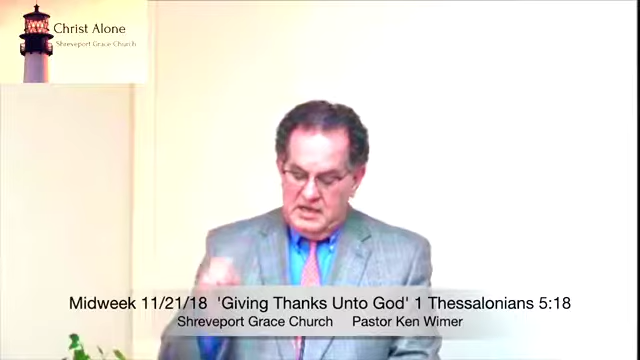 Christ Alone
Shreveport Grace Church
Midweek 11/21/18 'Giving Thanks Unto God' 1 Thessalonians 5:18
Shreveport Grace Church Pastor Ken Wimer